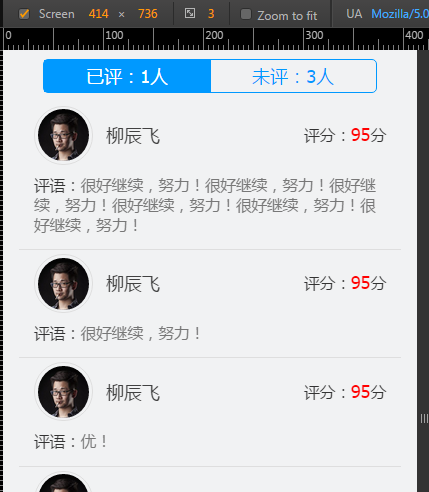 Screen 414 × 736 3 Zoom to fit UA Mozilla/5.0
0 100 200 300 400
已评：1人 未评：3人
柳辰飞 评分：95分
评语：很好继续，努力！很好继续，努力！很好继
续，努力！很好继续，努力！很好继续，努力！很
好继续，努力！
柳辰飞 评分：95分
评语：很好继续，努力！
柳辰飞 评分：95分
评语：优！